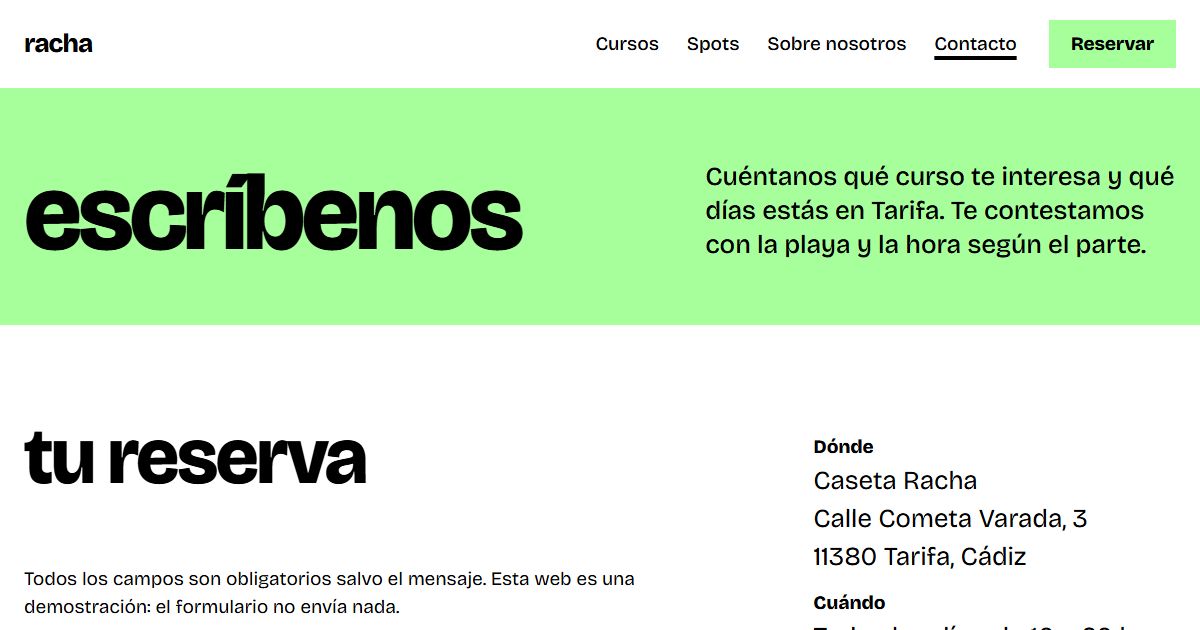 racha
Cursos
Spots
Sobre nosotros
Contacto
Reservar
escríbenos
Cuéntanos qué curso te interesa y qué
días estás en Tarifa. Te contestamos
con la playa y la hora según el parte.
tu reserva
Todos los campos son obligatorios salvo el mensaje. Esta web es una
demostración: el formulario no envía nada.
Dónde
Caseta Racha
Calle Cometa Varada, 3
11380 Tarifa, Cádiz
Cuándo